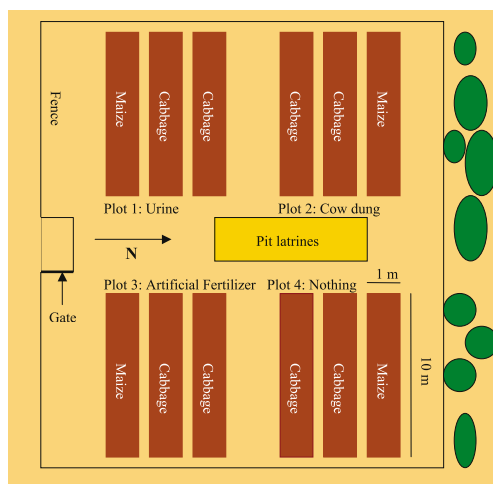 Fence
Maize
Cabbage
Cabbage
Cabbage
Cabbage
Maize
Plot 1: Urine
Plot 2: Cow dung
N
Pit latrines
Gate
Plot 3: Artificial Fertilizer
Plot 4: Nothing
1 m
Maize
Cabbage
Cabbage
Cabbage
Cabbage
Maize
10 m